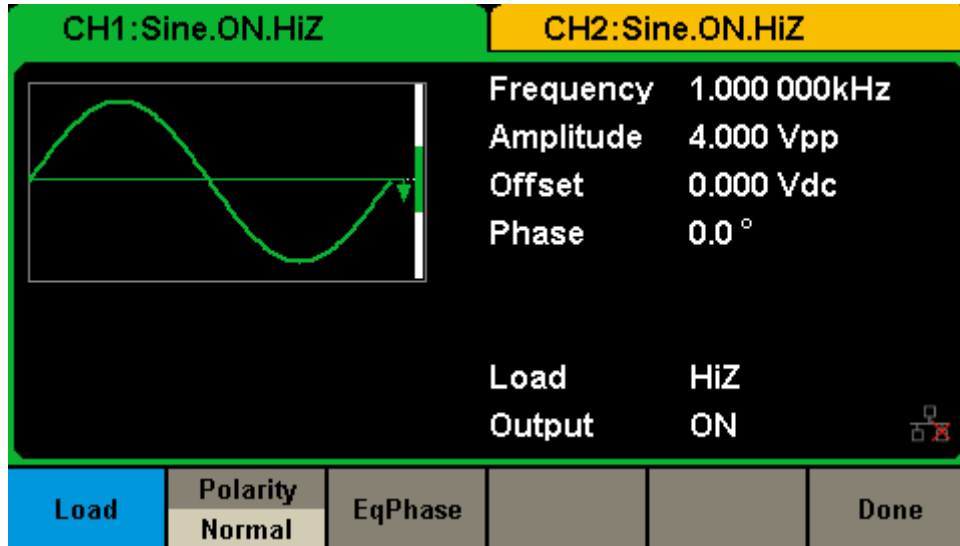 CH1:Sine.ON.HiZ
CH2:Sine.ON.HiZ
Frequency 1.000 000kHz
Amplitude 4.000 Vpp
Offset 0.000 Vdc
Phase 0.0 °
Load HiZ
Output ON
Load
Polarity
Normal
EqPhase
Done